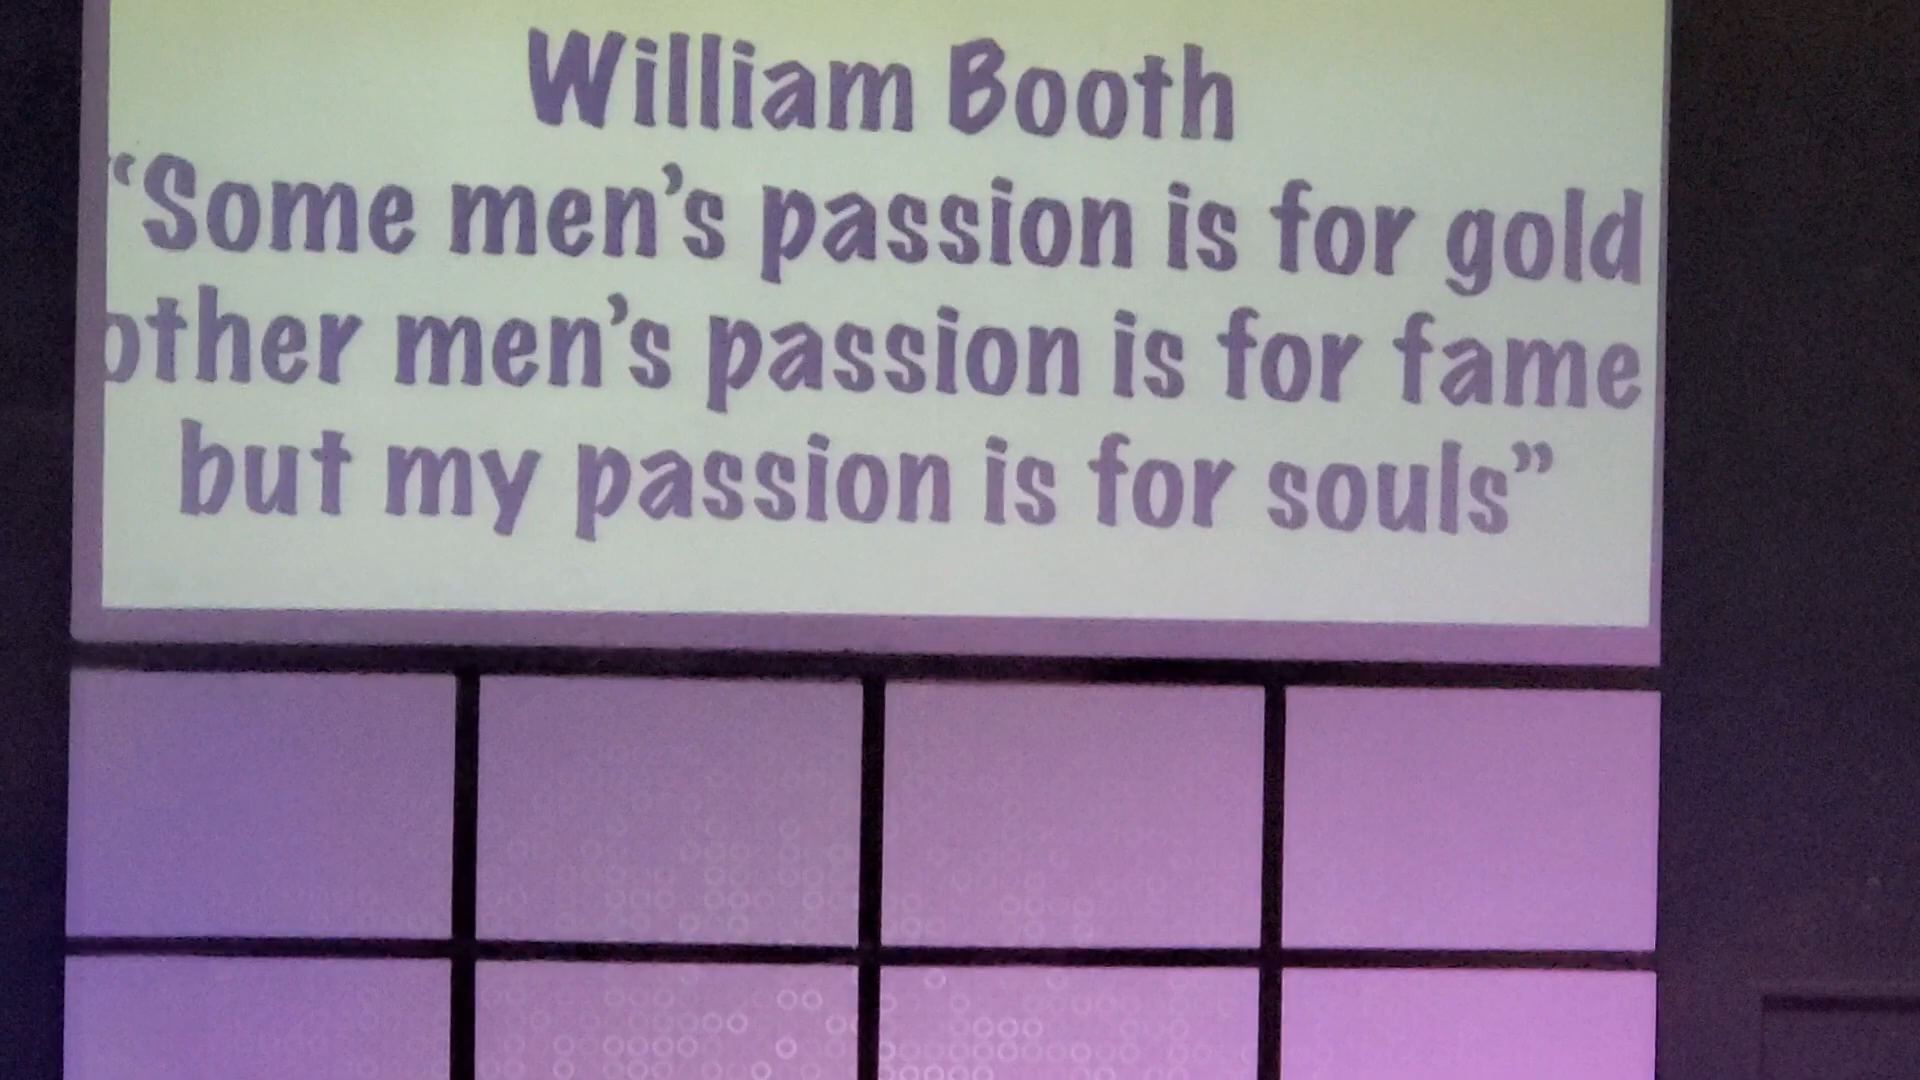 William Booth
“Some men’s passion is for gold
other men’s passion is for fame
but my passion is for souls”